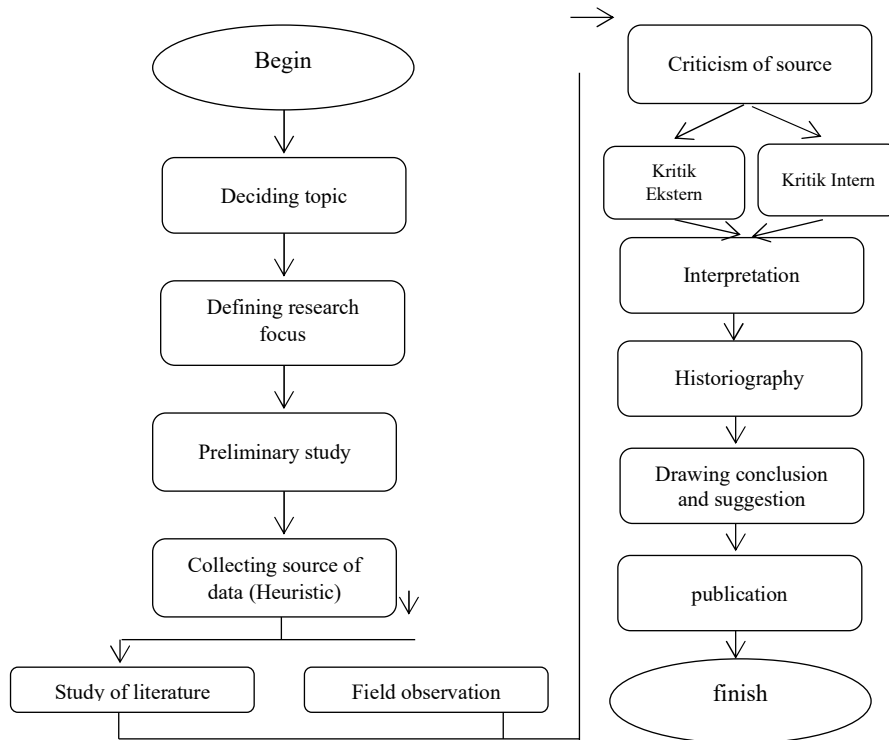 Begin
Deciding topic
Defining research
focus
Preliminary study
Collecting source of
data (Heuristic)
Study of literature
Field observation
Criticism of source
Kritik
Ekstern
Kritik Intern
Interpretation
Historiography
Drawing conclusion
and suggestion
publication
finish